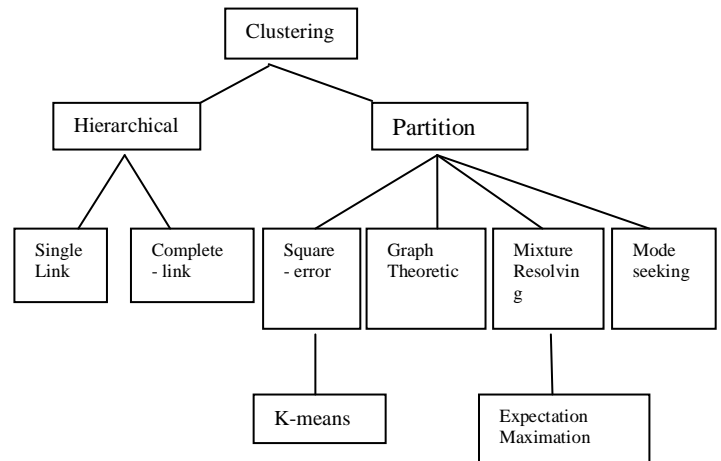 Clustering
Hierarchical
Partition
Single
Link
Complete
- link
Square
- error
Graph
Theoretic
Mixture
Resolvin
g
Mode
seeking
K-means
Expectation
Maximation